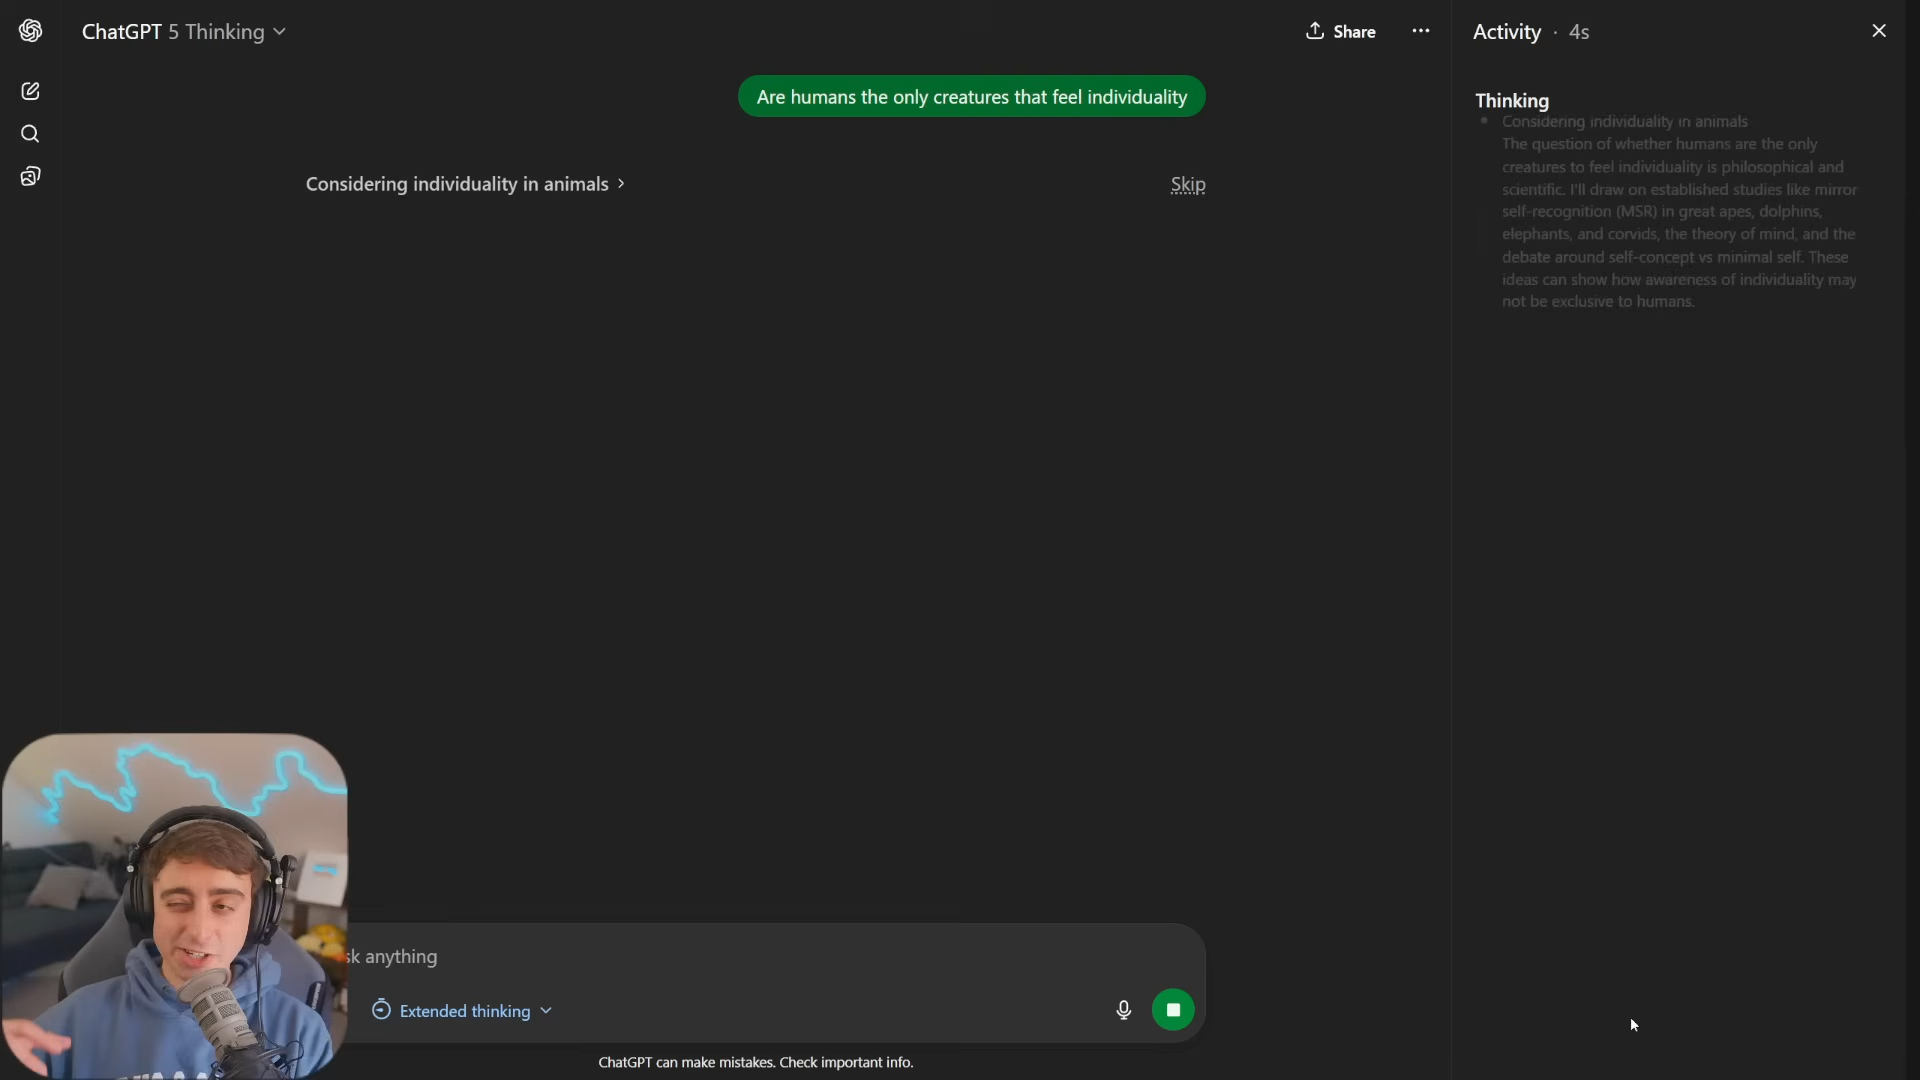 ChatGPT 5 Thinking
Share
Activity · 4s
Are humans the only creatures that feel individuality
Considering individuality in animals
Skip
Thinking
Considering individuality in animals
The question of whether humans are the only
creatures to feel individuality is philosophical and
scientific. I'll draw on established studies like mirror
self-recognition (MSR) in great apes, dolphins,
elephants, and corvids, the theory of mind, and the
debate around self-concept vs minimal self. These
ideas can show how awareness of individuality may
not be exclusive to humans.
sk anything
Extended thinking
ChatGPT can make mistakes. Check important info.